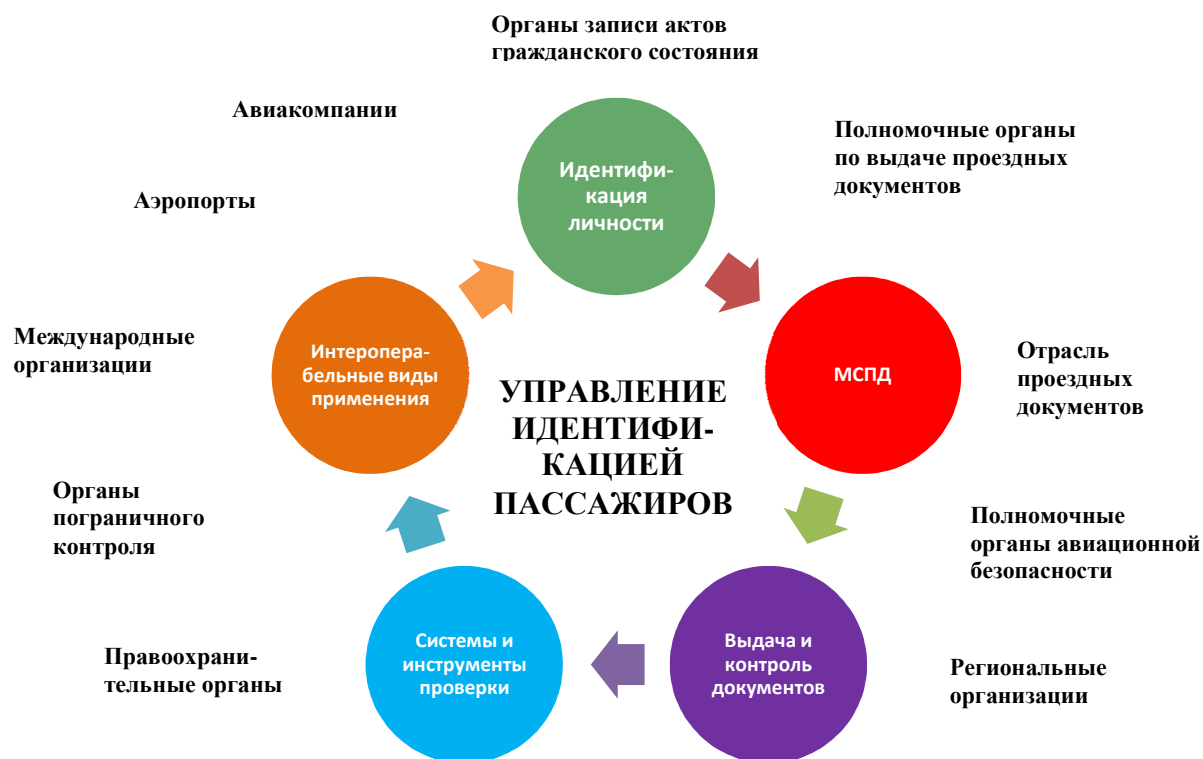 Органы записи актов
гражданского состояния
Авиакомпании
Полномочные органы
по выдаче проездных
документов
Идентифи-
кация
личности
Аэропорты
Международные
организации
Интеропера-
бельные виды
применения
МСПД
Отрасль
проездных
документов
УПРАВЛЕНИЕ
ИДЕНТИФИ-
КАЦИЕЙ
ПАССАЖИРОВ
Органы
пограничного
контроля
Полномочные
органы авиационной
безопасности
Правоохрани-
тельные органы
Системы и
инструменты
проверки
Выдача и
контроль
документов
Региональные
организации